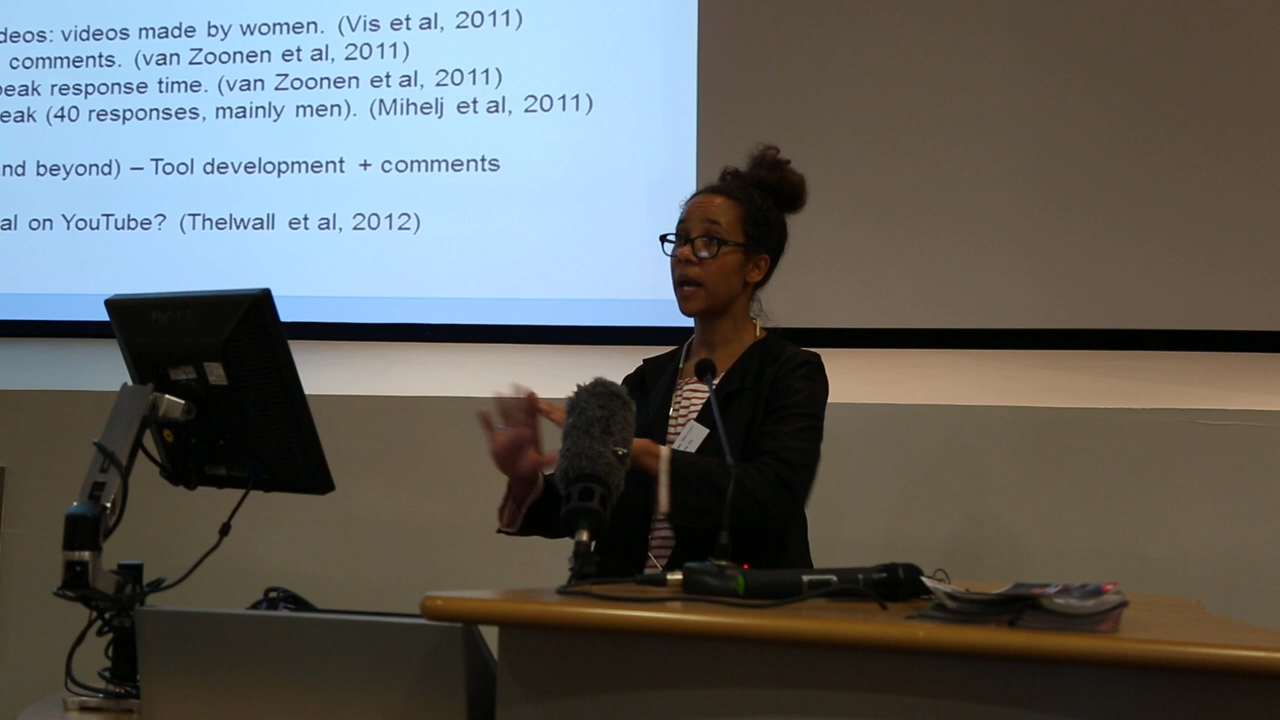 deos: videos made by women. (Vis et al, 2011)
comments. (van Zoonen et al, 2011)
peak response time. (van Zoonen et al, 2011)
eak (40 responses, mainly men). (Mihelj et al, 2011)
nd beyond) – Tool development + comments
al on YouTube? (Thelwall et al, 2012)